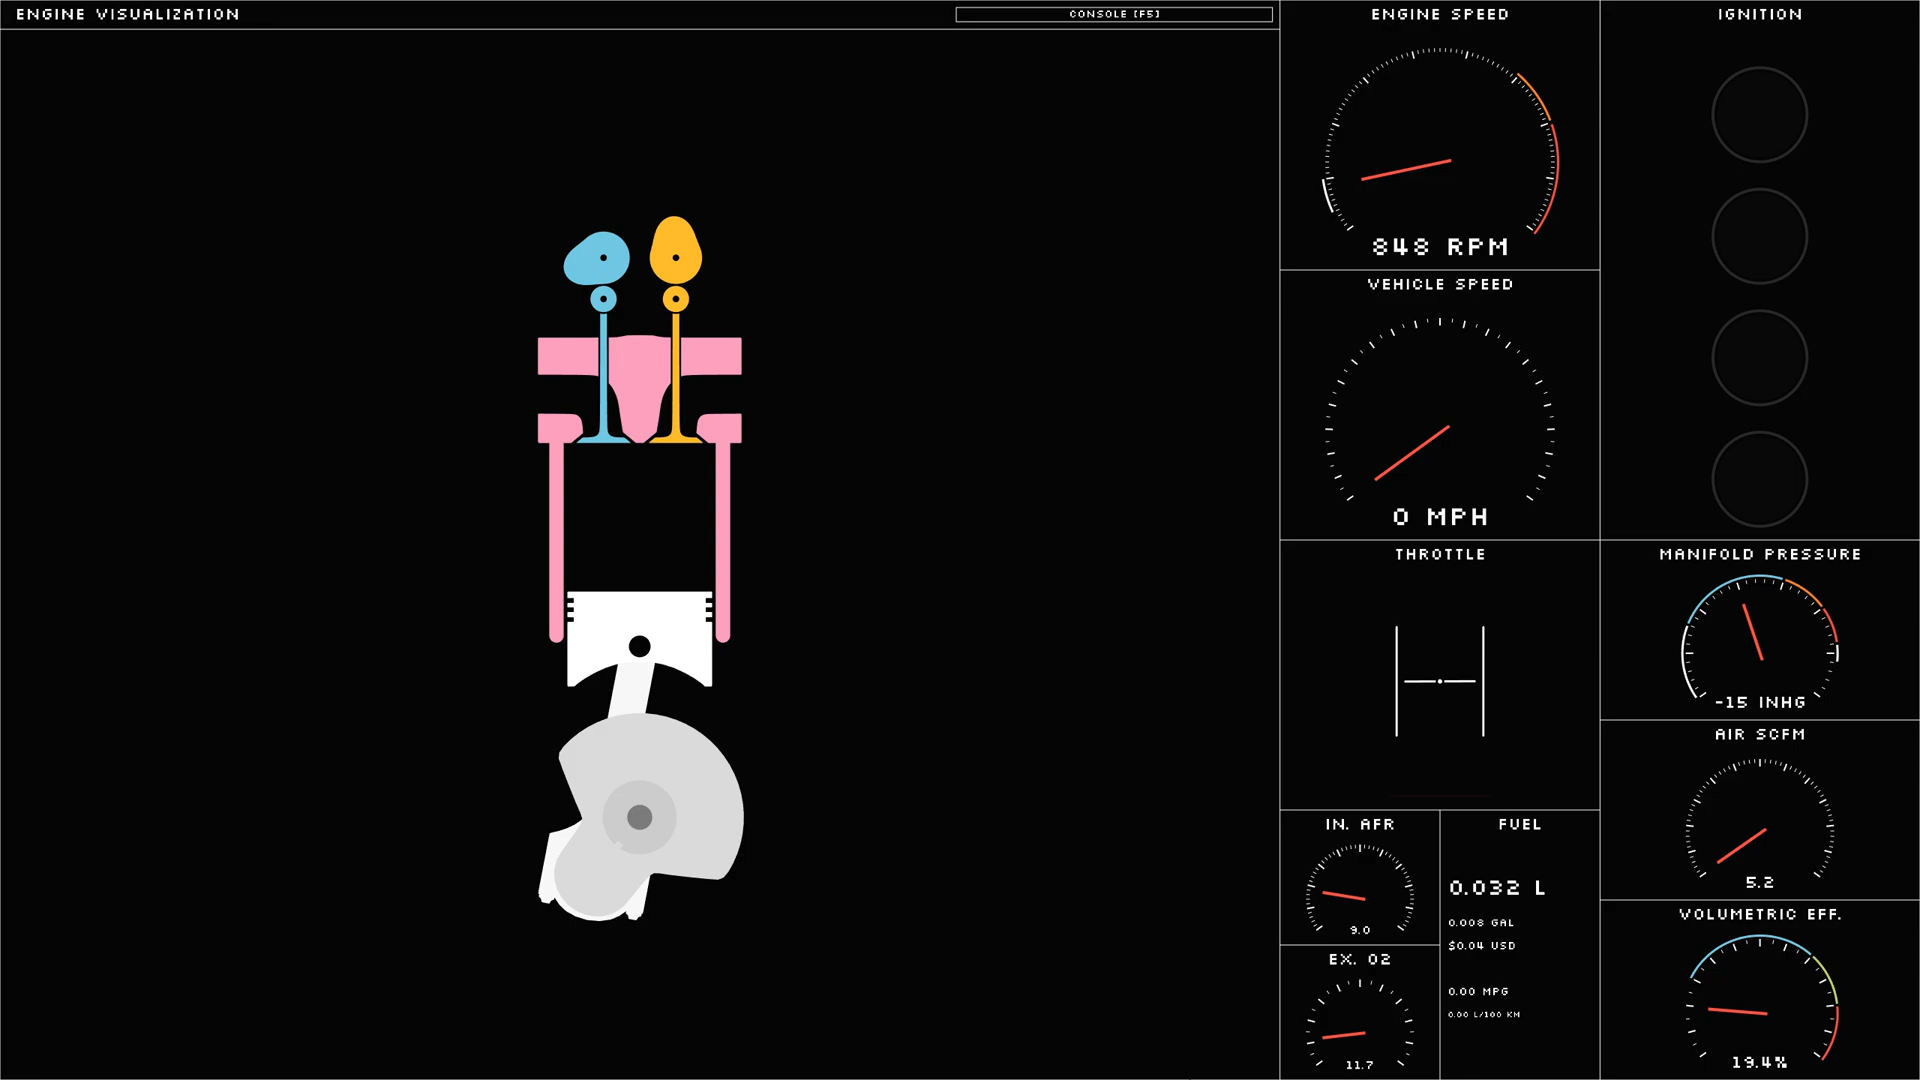 ENGINE VISUALIZATION
CONSOLE [F5]
ENGINE SPEED
848 RPM
VEHICLE SPEED
0 MPH
THROTTLE
IN. AFR
9.0
EX. O2
11.7
FUEL
0.032 L
0.008 GAL
$0.04 USD
0.00 MPG
0.00 L/100 KM
IGNITION
MANIFOLD PRESSURE
-15 INHG
AIR SCFM
5.2
VOLUMETRIC EFF.
19.4%